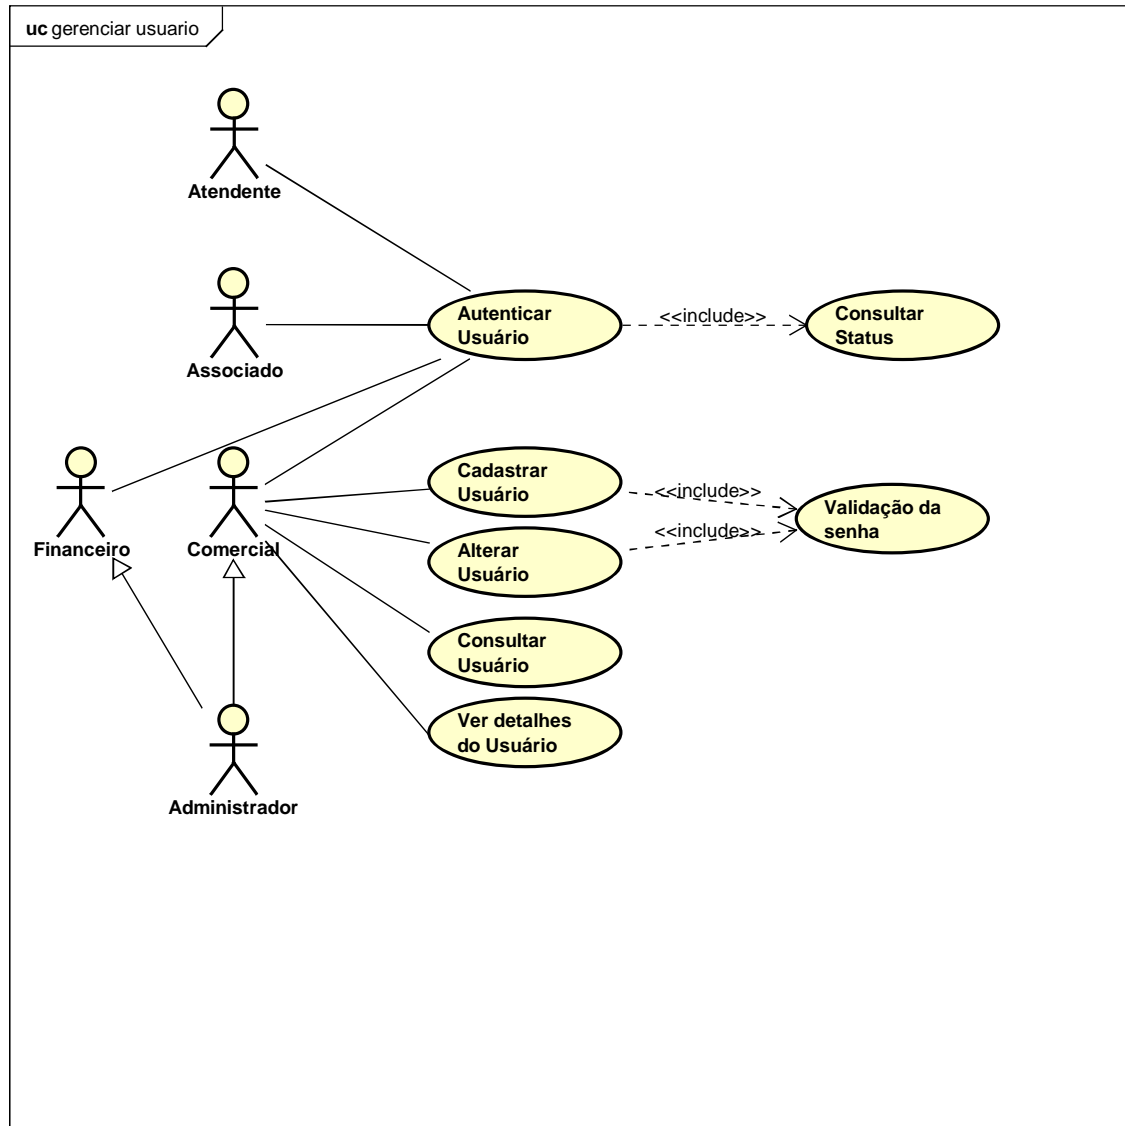 uc gerenciar usuario
Atendente
Associado
Autenticar
Usuário
<<include>>
Consultar
Status
Financeiro
Comercial
Cadastrar
Usuário
<<include>>
Alterar
Usuário
<<include>>
Validação da
senha
Consultar
Usuário
Ver detalhes
do Usuário
Administrador